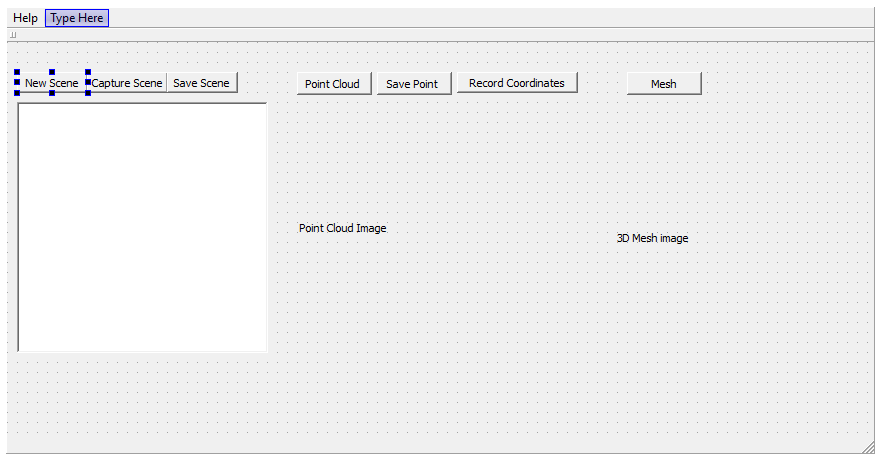 Help Type Here
New Scene Capture Scene Save Scene Point Cloud Save Point Record Coordinates Mesh
Point Cloud Image
3D Mesh image